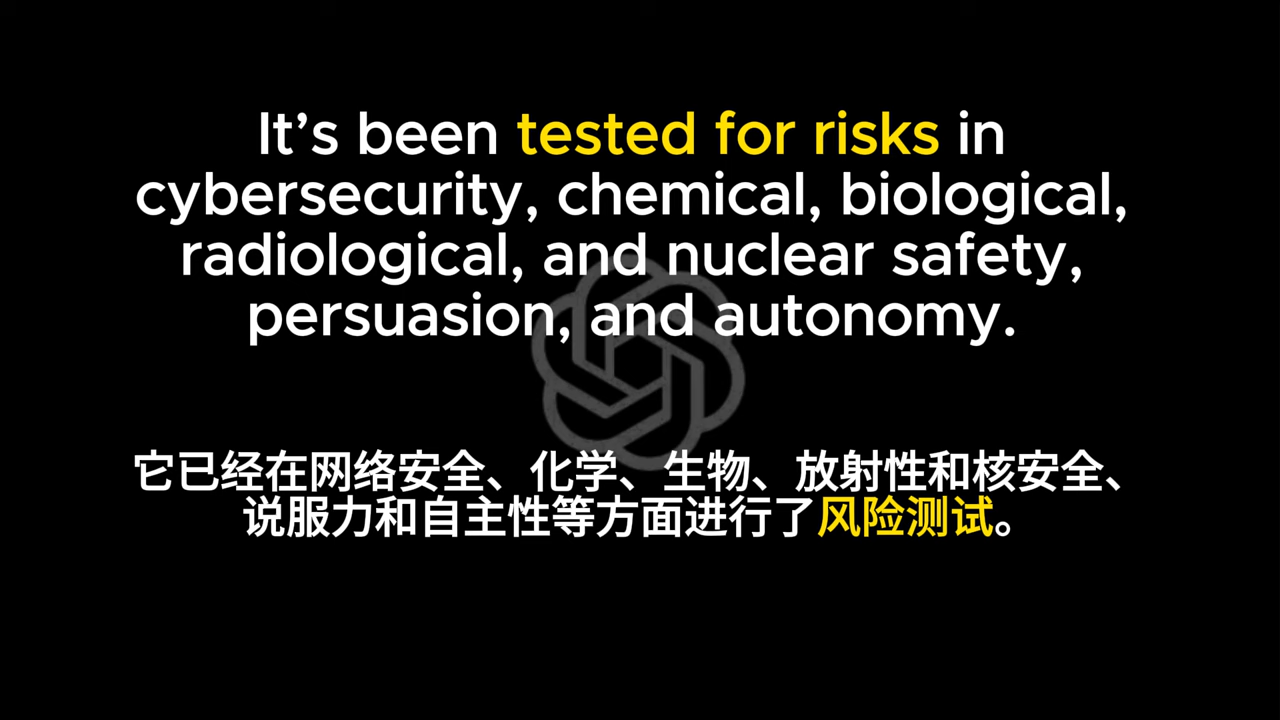 It’s been tested for risks in
cybersecurity, chemical, biological,
radiological, and nuclear safety,
persuasion, and autonomy.
它已经在网络安全、化学、生物、放射性和核安全、
说服力和自主性等方面进行了风险测试。